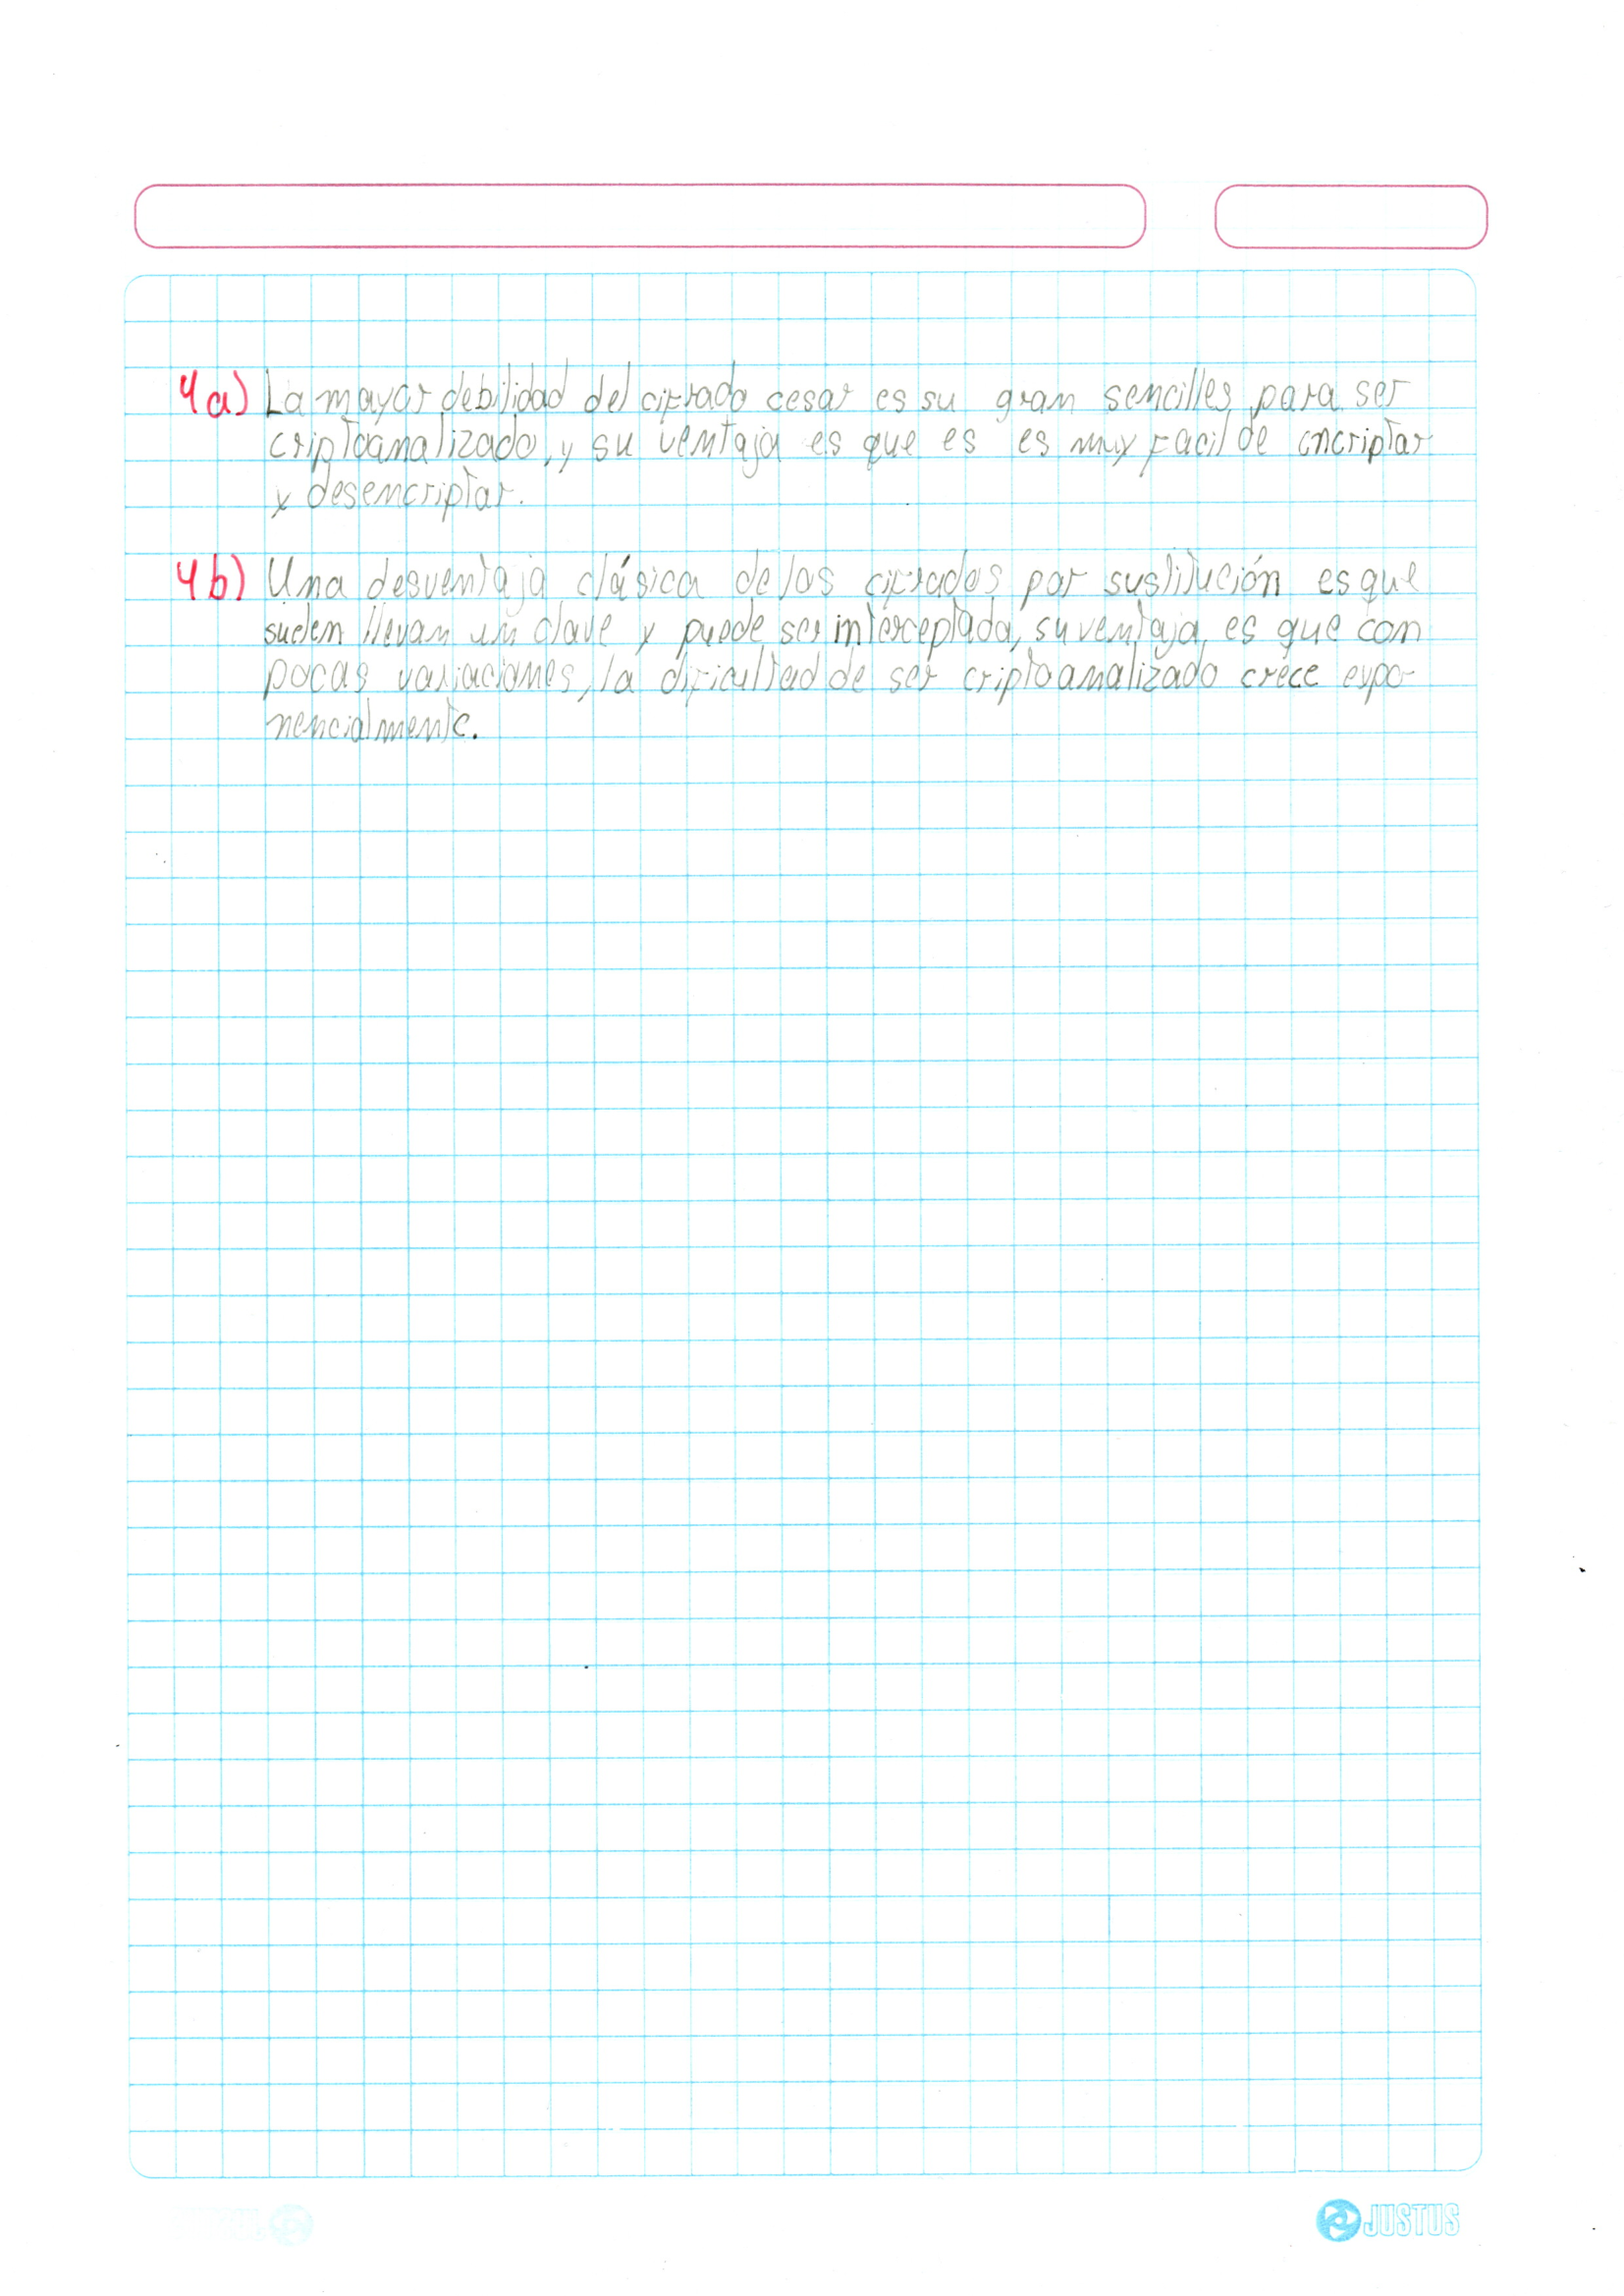 4a) La mayor debilidad del cifrado cesar es su gran sencilles para ser
criptoanalizado, y su ventaja es que es es muy facil de encriptar
y desencriptar.
4b) Una desventaja clásica de los cifrados por sustitución es que
suelen llevan un clave y puede ser interceptada, su ventaja es que con
pocas variaciones, la dificultad de ser criptoanalizado crece expo-
nencialmente.
JUSTUS